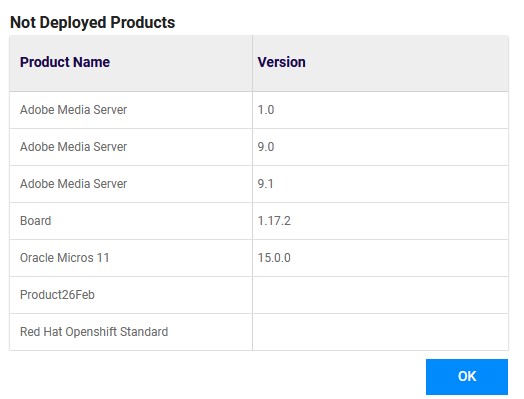 Not Deployed Products
Product Name Version
Adobe Media Server 1.0
Adobe Media Server 9.0
Adobe Media Server 9.1
Board 1.17.2
Oracle Micros 11 15.0.0
Product26Feb
Red Hat Openshift Standard
OK